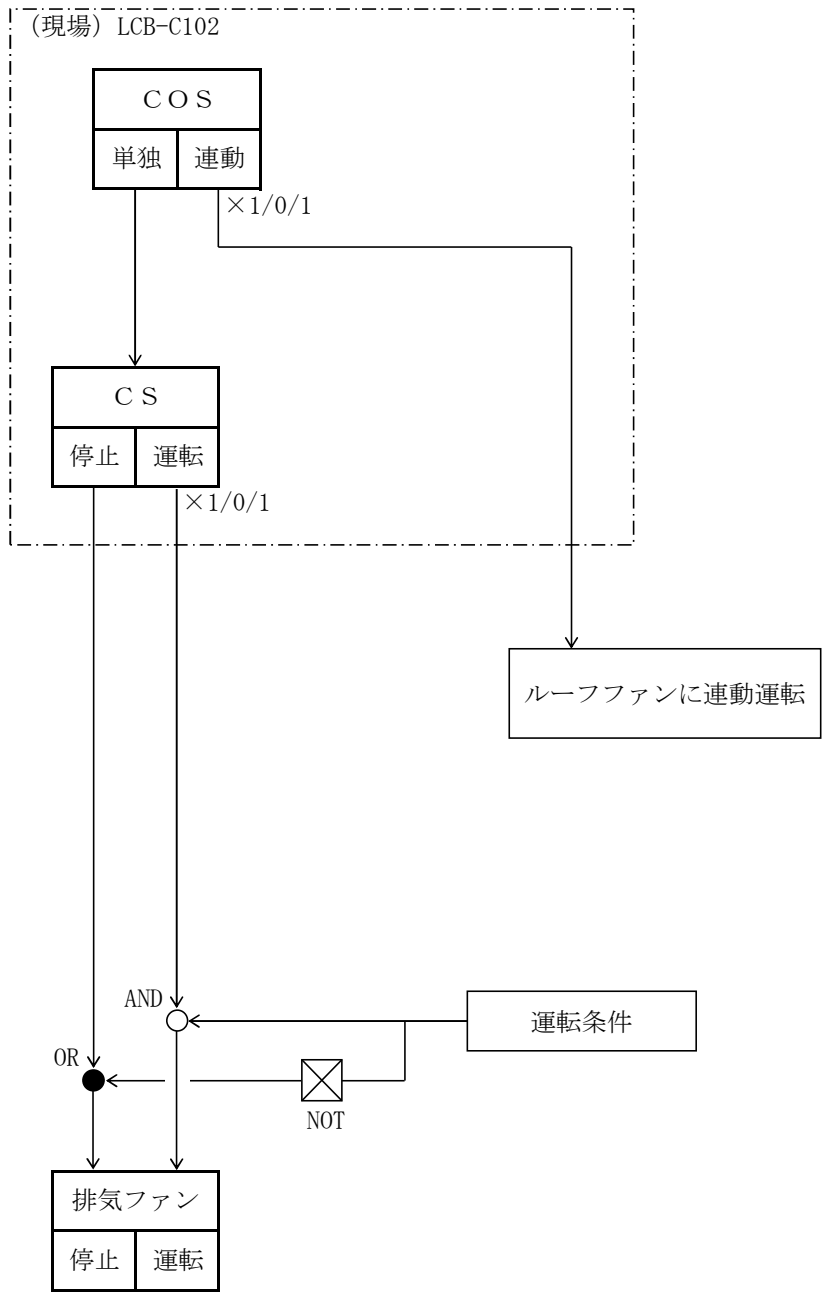 (現場) LCB-C102
ＣＯＳ
単独 連動
×1/0/1
ＣＳ
停止 運転
×1/0/1
ルーフファンに連動運転
AND
運転条件
OR
NOT
排気ファン
停止 運転